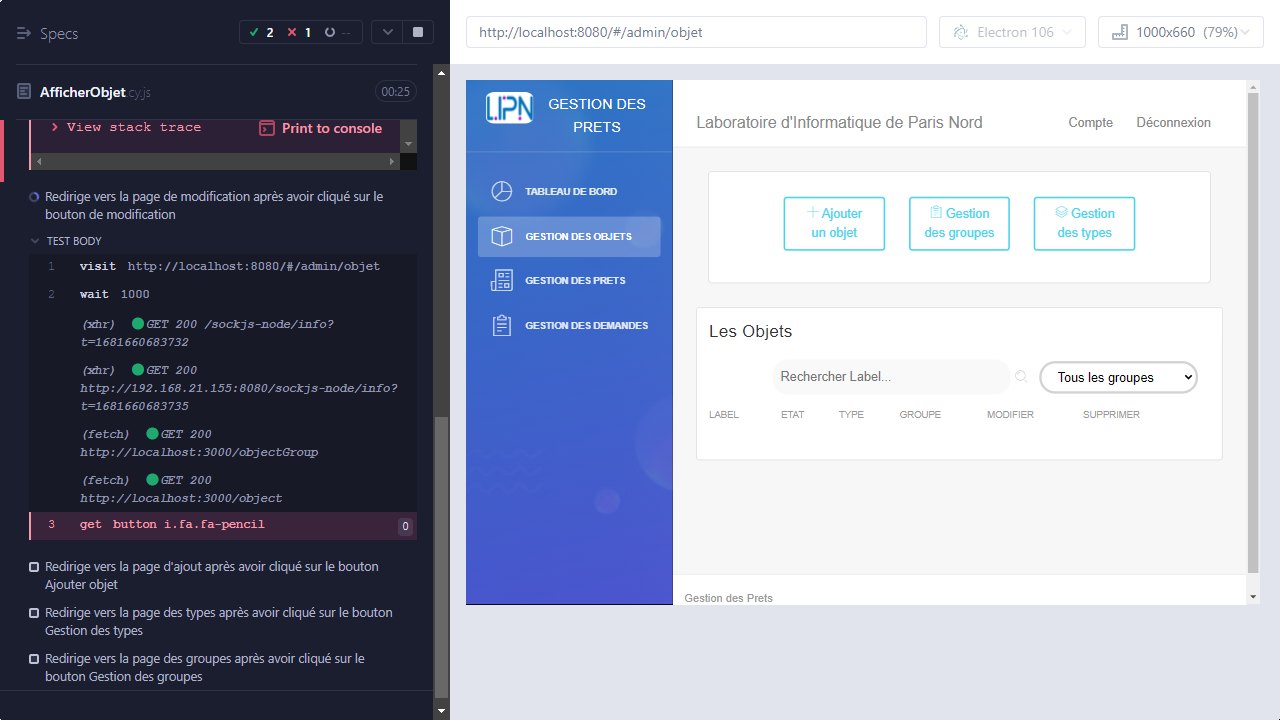 Specs
2
1
--
AfficherObjet.cy.js
00:25
View stack trace
Print to console
Redirige vers la page de modification après avoir cliqué sur le
bouton de modification
TEST BODY
1 visit http://localhost:8080/#/admin/objet
2 wait 1000
(xhr) GET 200 /sockjs-node/info?
t=1681660683732
(xhr) GET 200
http://192.168.21.155:8080/sockjs-node/info?
t=1681660683735
(fetch) GET 200
http://localhost:3000/objectGroup
(fetch) GET 200
http://localhost:3000/object
3 get button i.fa.fa-pencil 0
Redirige vers la page d'ajout après avoir cliqué sur le bouton
Ajouter objet
Redirige vers la page des types après avoir cliqué sur le bouton
Gestion des types
Redirige vers la page des groupes après avoir cliqué sur le
bouton Gestion des groupes
http://localhost:8080/#/admin/objet
Electron 106
1000x660 (79%)
LIPN
GESTION DES
PRETS
TABLEAU DE BORD
GESTION DES OBJETS
GESTION DES PRETS
GESTION DES DEMANDES
Laboratoire d'Informatique de Paris Nord
Compte
Déconnexion
Ajouter
un objet
Gestion
des groupes
Gestion
des types
Les Objets
Rechercher Label...
Tous les groupes
LABEL ETAT TYPE GROUPE MODIFIER SUPPRIMER
Gestion des Prets